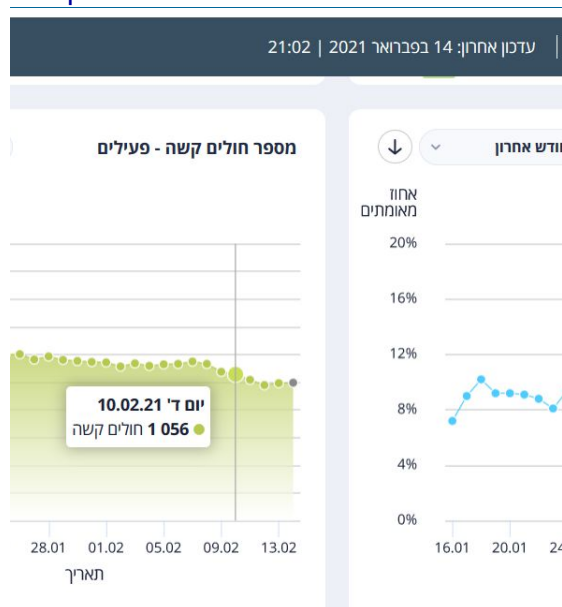 עדכון אחרון: 14 בפברואר 2021 | 21:02
מספר חולים קשה - פעילים
יום ד' 10.02.21
1 056 חולים קשה
28.01 01.02 05.02 09.02 13.02
תאריך
חודש אחרון
אחוז
מאומתים
20%
16%
12%
8%
4%
0%
16.01 20.01 24